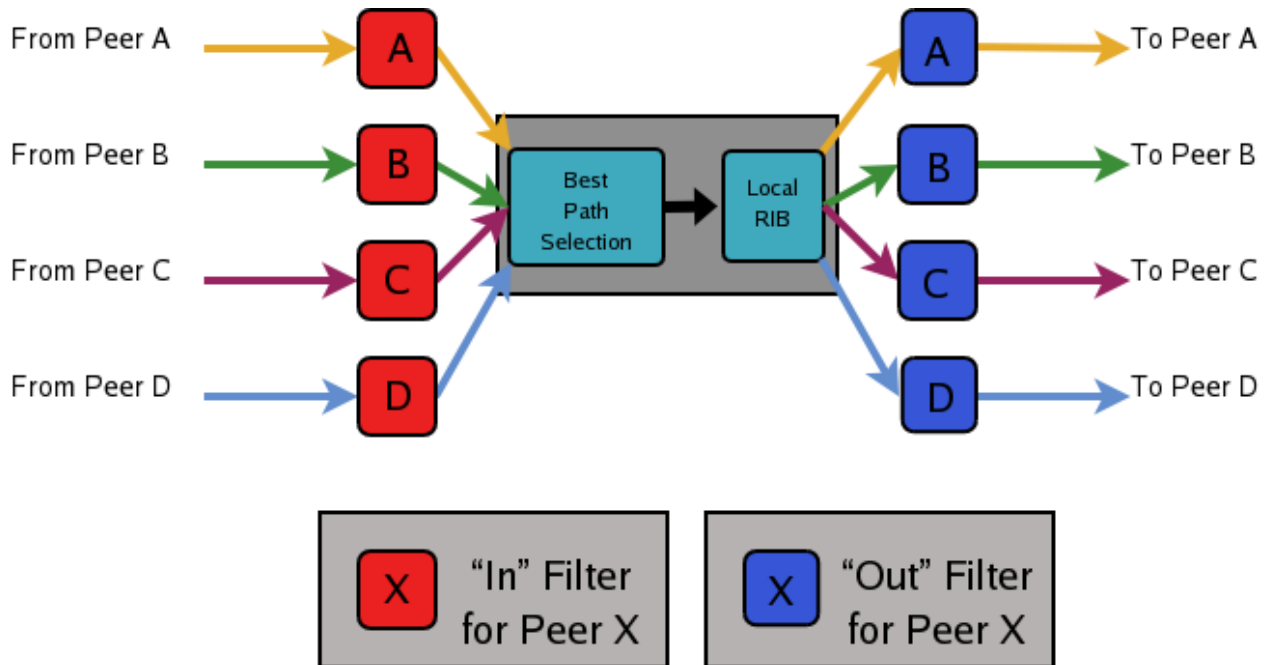 From Peer A
A
A
To Peer A
From Peer B
B
B
To Peer B
Best
Path
Selection
Local
RIB
From Peer C
C
C
To Peer C
From Peer D
D
D
To Peer D
X
“In” Filter
for Peer X
X
“Out” Filter
for Peer X